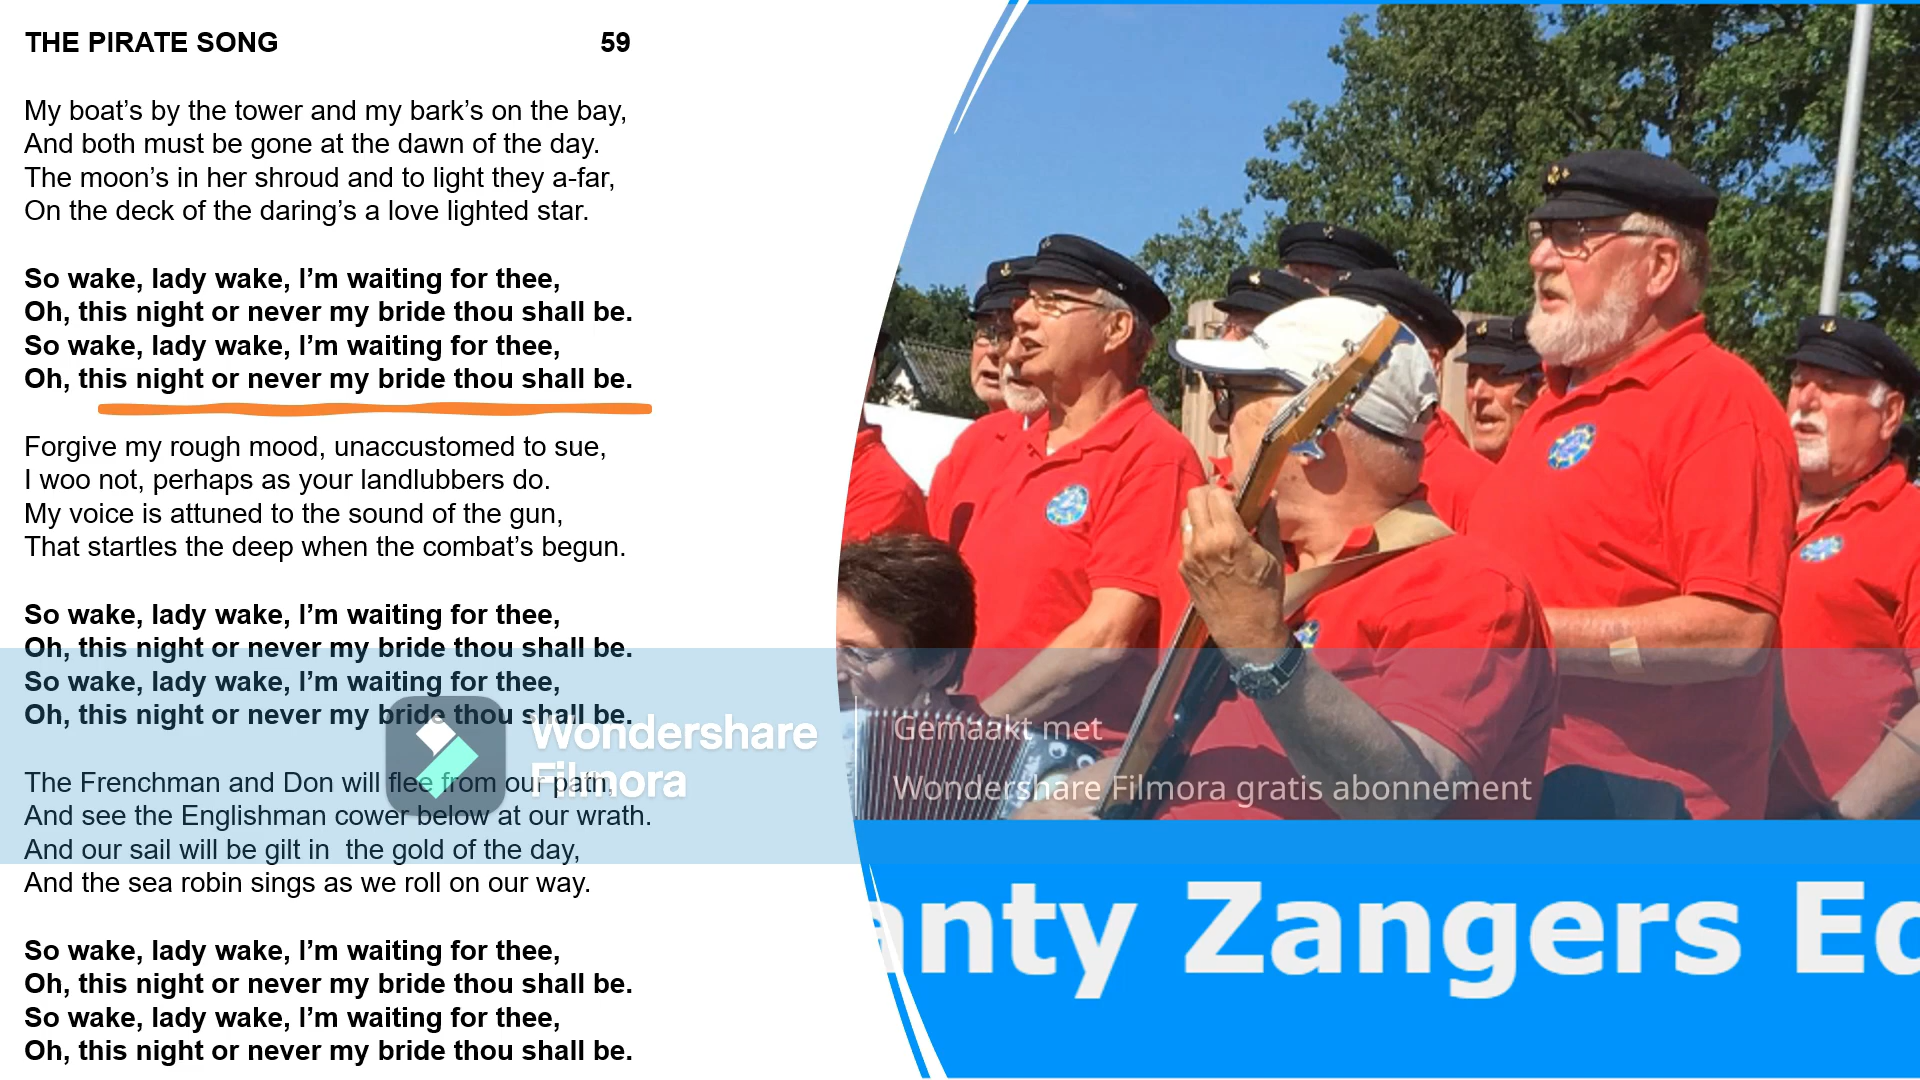 THE PIRATE SONG 59
My boat’s by the tower and my bark’s on the bay,
And both must be gone at the dawn of the day.
The moon’s in her shroud and to light they a-far,
On the deck of the daring’s a love lighted star.
So wake, lady wake, I’m waiting for thee,
Oh, this night or never my bride thou shall be.
So wake, lady wake, I’m waiting for thee,
Oh, this night or never my bride thou shall be.
Forgive my rough mood, unaccustomed to sue,
I woo not, perhaps as your landlubbers do.
My voice is attuned to the sound of the gun,
That startles the deep when the combat’s begun.
So wake, lady wake, I’m waiting for thee,
Oh, this night or never my bride thou shall be.
So wake, lady wake, I’m waiting for thee,
Oh, this night or never my bride thou shall be.
The Frenchman and Don will flee from our path,
And see the Englishman cower below at our wrath.
And our sail will be gilt in  the gold of the day,
And the sea robin sings as we roll on our way.
So wake, lady wake, I’m waiting for thee,
Oh, this night or never my bride thou shall be.
So wake, lady wake, I’m waiting for thee,
Oh, this night or never my bride thou shall be.
Wondershare
Filmora
Gemaakt met
Wondershare Filmora gratis abonnement
anty Zangers Ed